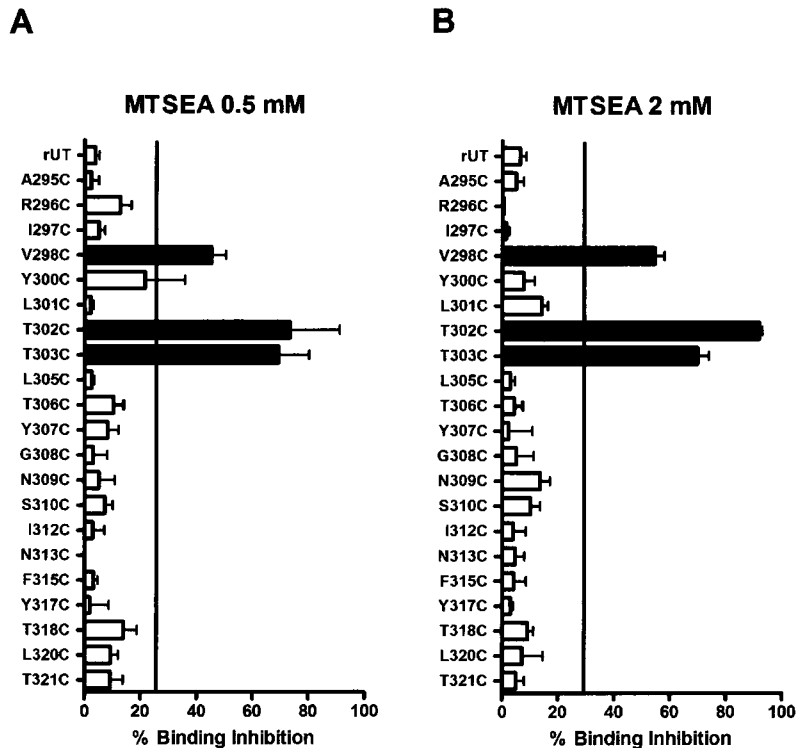 A
B
MTSEA 0.5 mM
MTSEA 2 mM
rUT
A295C
R296C
I297C
V298C
Y300C
L301C
T302C
T303C
L305C
T306C
Y307C
G308C
N309C
S310C
I312C
N313C
F315C
Y317C
T318C
L320C
T321C
0 20 40 60 80 100
% Binding Inhibition
rUT
A295C
R296C
I297C
V298C
Y300C
L301C
T302C
T303C
L305C
T306C
Y307C
G308C
N309C
S310C
I312C
N313C
F315C
Y317C
T318C
L320C
T321C
0 20 40 60 80 100
% Binding Inhibition